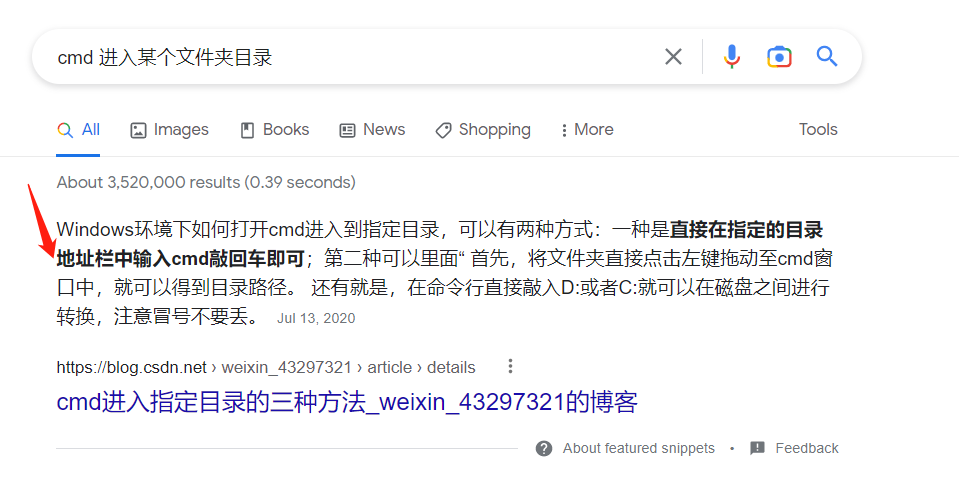 cmd 进入某个文件夹目录
All Images Books News Shopping More Tools
About 3,520,000 results (0.39 seconds)
Windows环境下如何打开cmd进入到指定目录，可以有两种方式：一种是直接在指定的目录
地址栏中输入cmd敲回车即可；第二种可以里面“ 首先，将文件夹直接点击左键拖动至cmd窗
口中，就可以得到目录路径。 还有就是，在命令行直接敲入D:或者C:就可以在磁盘之间进行
转换，注意冒号不要丢。 Jul 13, 2020
https://blog.csdn.net › weixin_43297321 › article › details
cmd进入指定目录的三种方法_weixin_43297321的博客
About featured snippets • Feedback